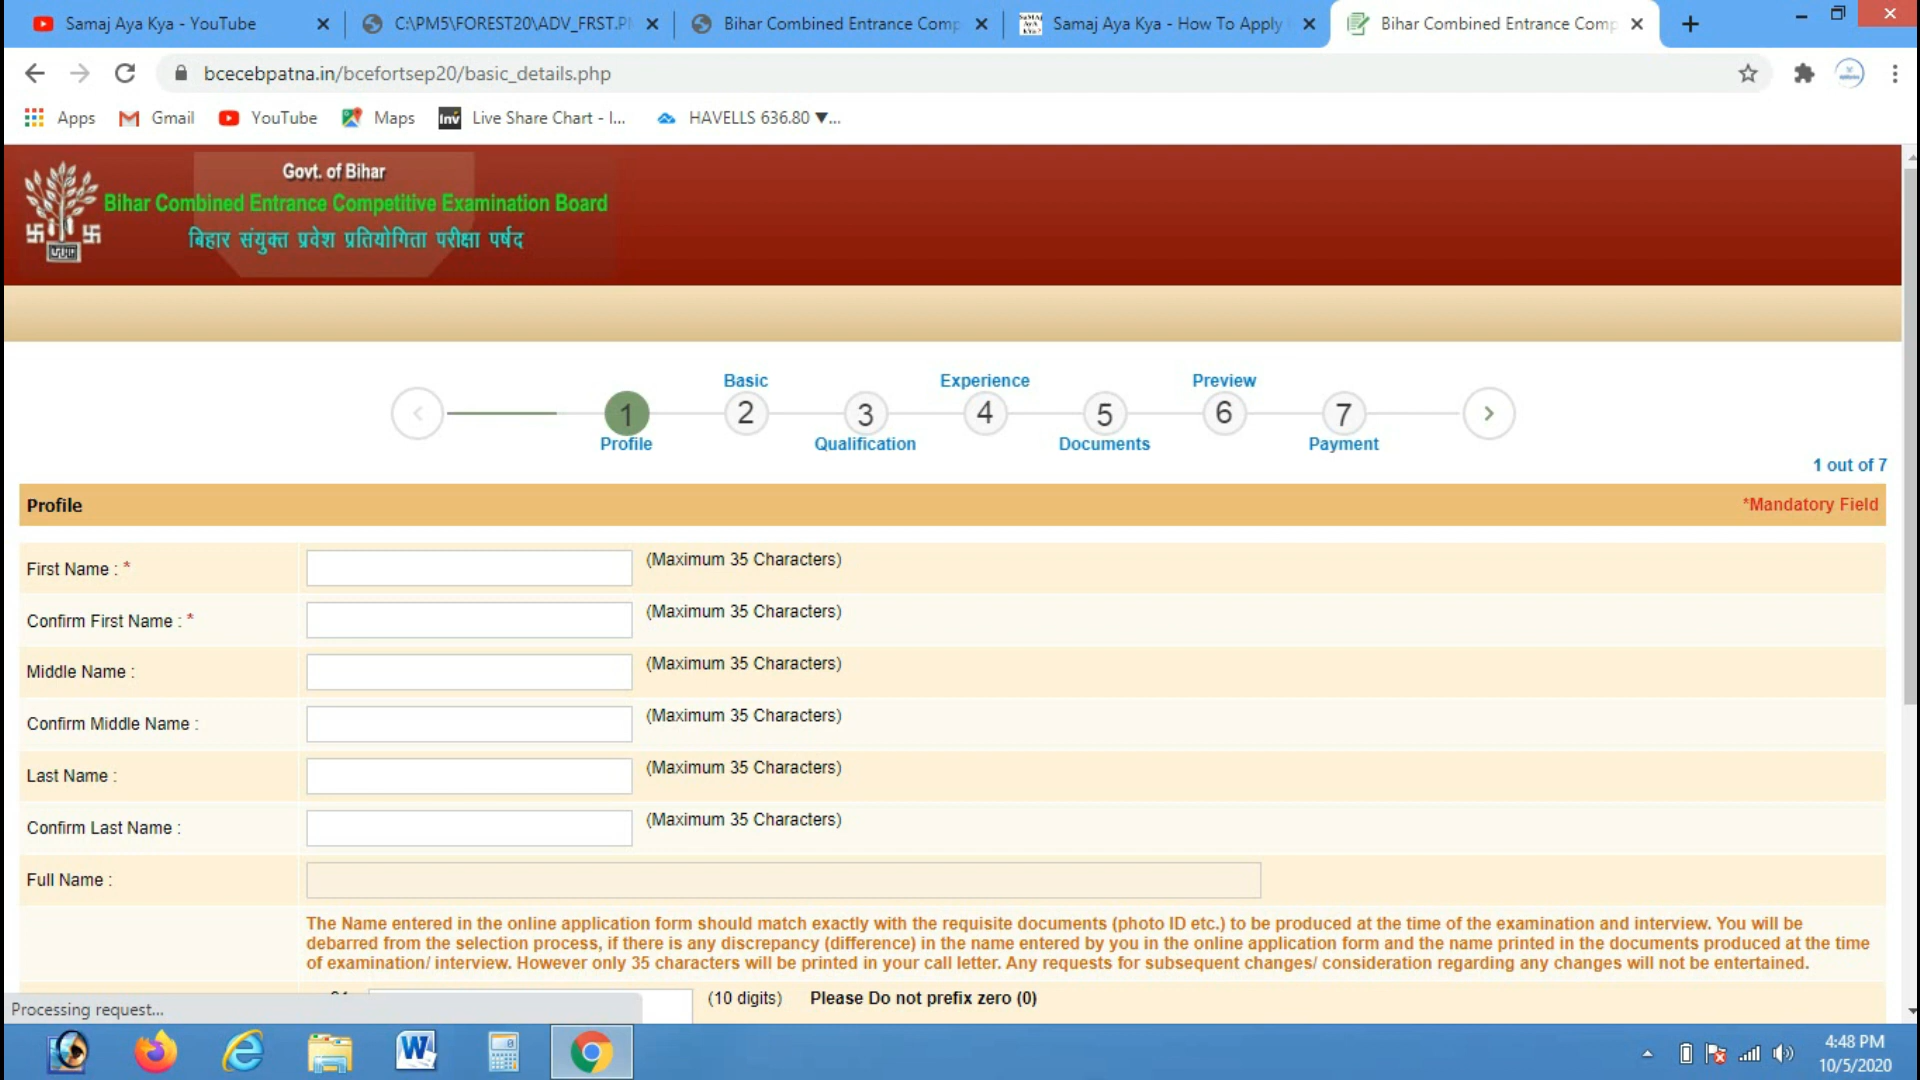 Samaj Aya Kya - YouTube
C:\PM5\FOREST20\ADV_FRST.P
Bihar Combined Entrance Comp
Samaj Aya Kya - How To Apply
Bihar Combined Entrance Comp
bcecebpatna.in/bcefortsep20/basic_details.php
Apps
Gmail
YouTube
Maps
Inv
Live Share Chart - I...
HAVELLS 636.80 ▼...
Govt. of Bihar
Bihar Combined Entrance Competitive Examination Board
बिहार संयुक्त प्रवेश प्रतियोगिता परीक्षा पर्षद
Basic
Experience
Preview
1
2
3
4
5
6
7
Profile
Qualification
Documents
Payment
1 out of 7
Profile
*Mandatory Field
First Name : *
(Maximum 35 Characters)
Confirm First Name : *
(Maximum 35 Characters)
Middle Name :
(Maximum 35 Characters)
Confirm Middle Name :
(Maximum 35 Characters)
Last Name :
(Maximum 35 Characters)
Confirm Last Name :
(Maximum 35 Characters)
Full Name :
The Name entered in the online application form should match exactly with the requisite documents (photo ID etc.) to be produced at the time of the examination and interview. You will be
debarred from the selection process, if there is any discrepancy (difference) in the name entered by you in the online application form and the name printed in the documents produced at the time
of examination/ interview. However only 35 characters will be printed in your call letter. Any requests for subsequent changes/ consideration regarding any changes will not be entertained.
(10 digits) Please Do not prefix zero (0)
Processing request...
4:48 PM
10/5/2020